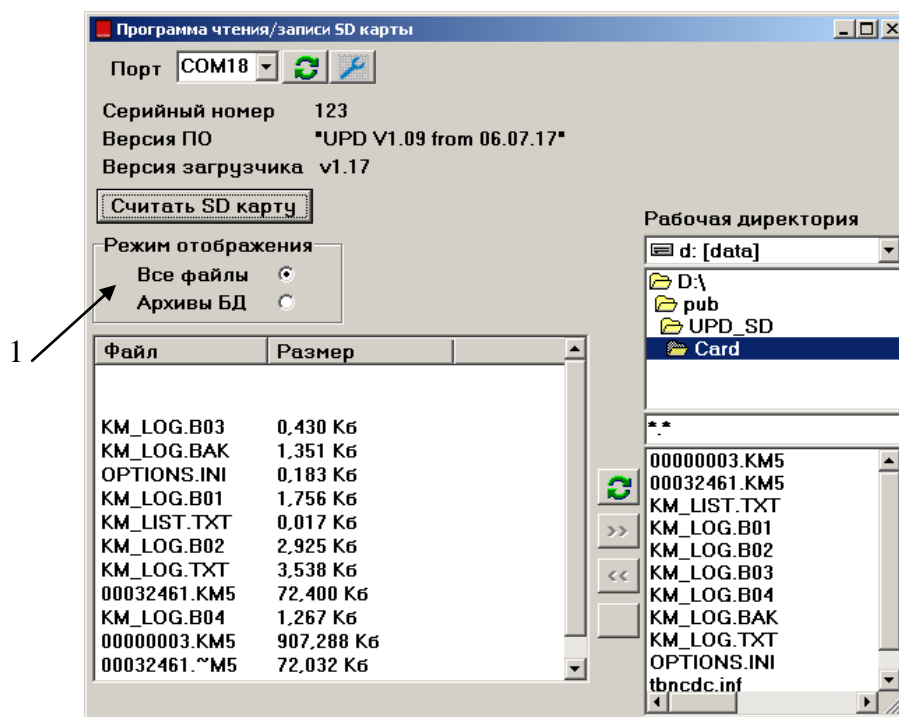 Программа чтения/записи SD карты
Порт COM18
Серийный номер 123
Версия ПО "UPD V1.09 from 06.07.17"
Версия загрузчика v1.17
Считать SD карту
Режим отображения
Все файлы
Архивы БД
1
Файл Размер
KM_LOG.B03 0,430 Кб
KM_LOG.BAK 1,351 Кб
OPTIONS.INI 0,183 Кб
KM_LOG.B01 1,756 Кб
KM_LIST.TXT 0,017 Кб
KM_LOG.B02 2,925 Кб
KM_LOG.TXT 3,538 Кб
00032461.KM5 72,400 Кб
KM_LOG.B04 1,267 Кб
00000003.KM5 907,288 Кб
00032461.~M5 72,032 Кб
>>
<<
Рабочая директория
d: [data]
D:\
pub
UPD_SD
Card
*.*
00000003.KM5
00032461.KM5
KM_LIST.TXT
KM_LOG.B01
KM_LOG.B02
KM_LOG.B03
KM_LOG.B04
KM_LOG.BAK
KM_LOG.TXT
OPTIONS.INI
tbncdc.inf